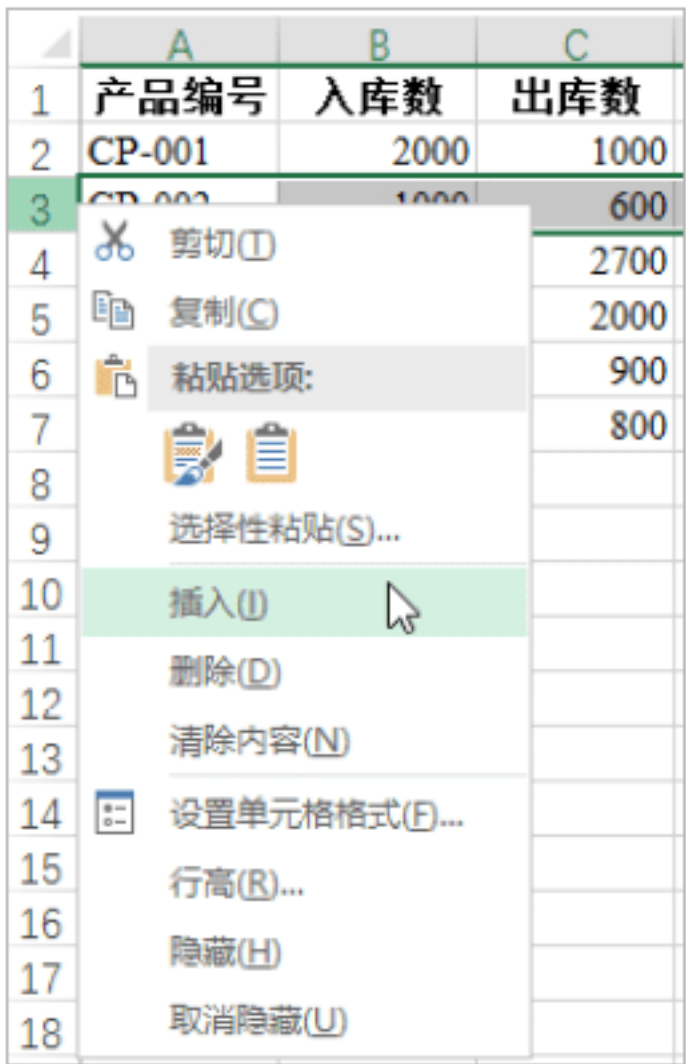 A B C
1 产品编号 入库数 出库数
2 CP-001 2000 1000
3 CP-002 1000 600
剪切(T)
4 2700
复制(C)
5 2000
6 粘贴选项: 900
7 800
8
选择性粘贴(S)...
9
10 插入(I)
11
删除(D)
12
清除内容(N)
13
14 设置单元格格式(F)...
15
行高(R)...
16
隐藏(H)
17
取消隐藏(U)
18